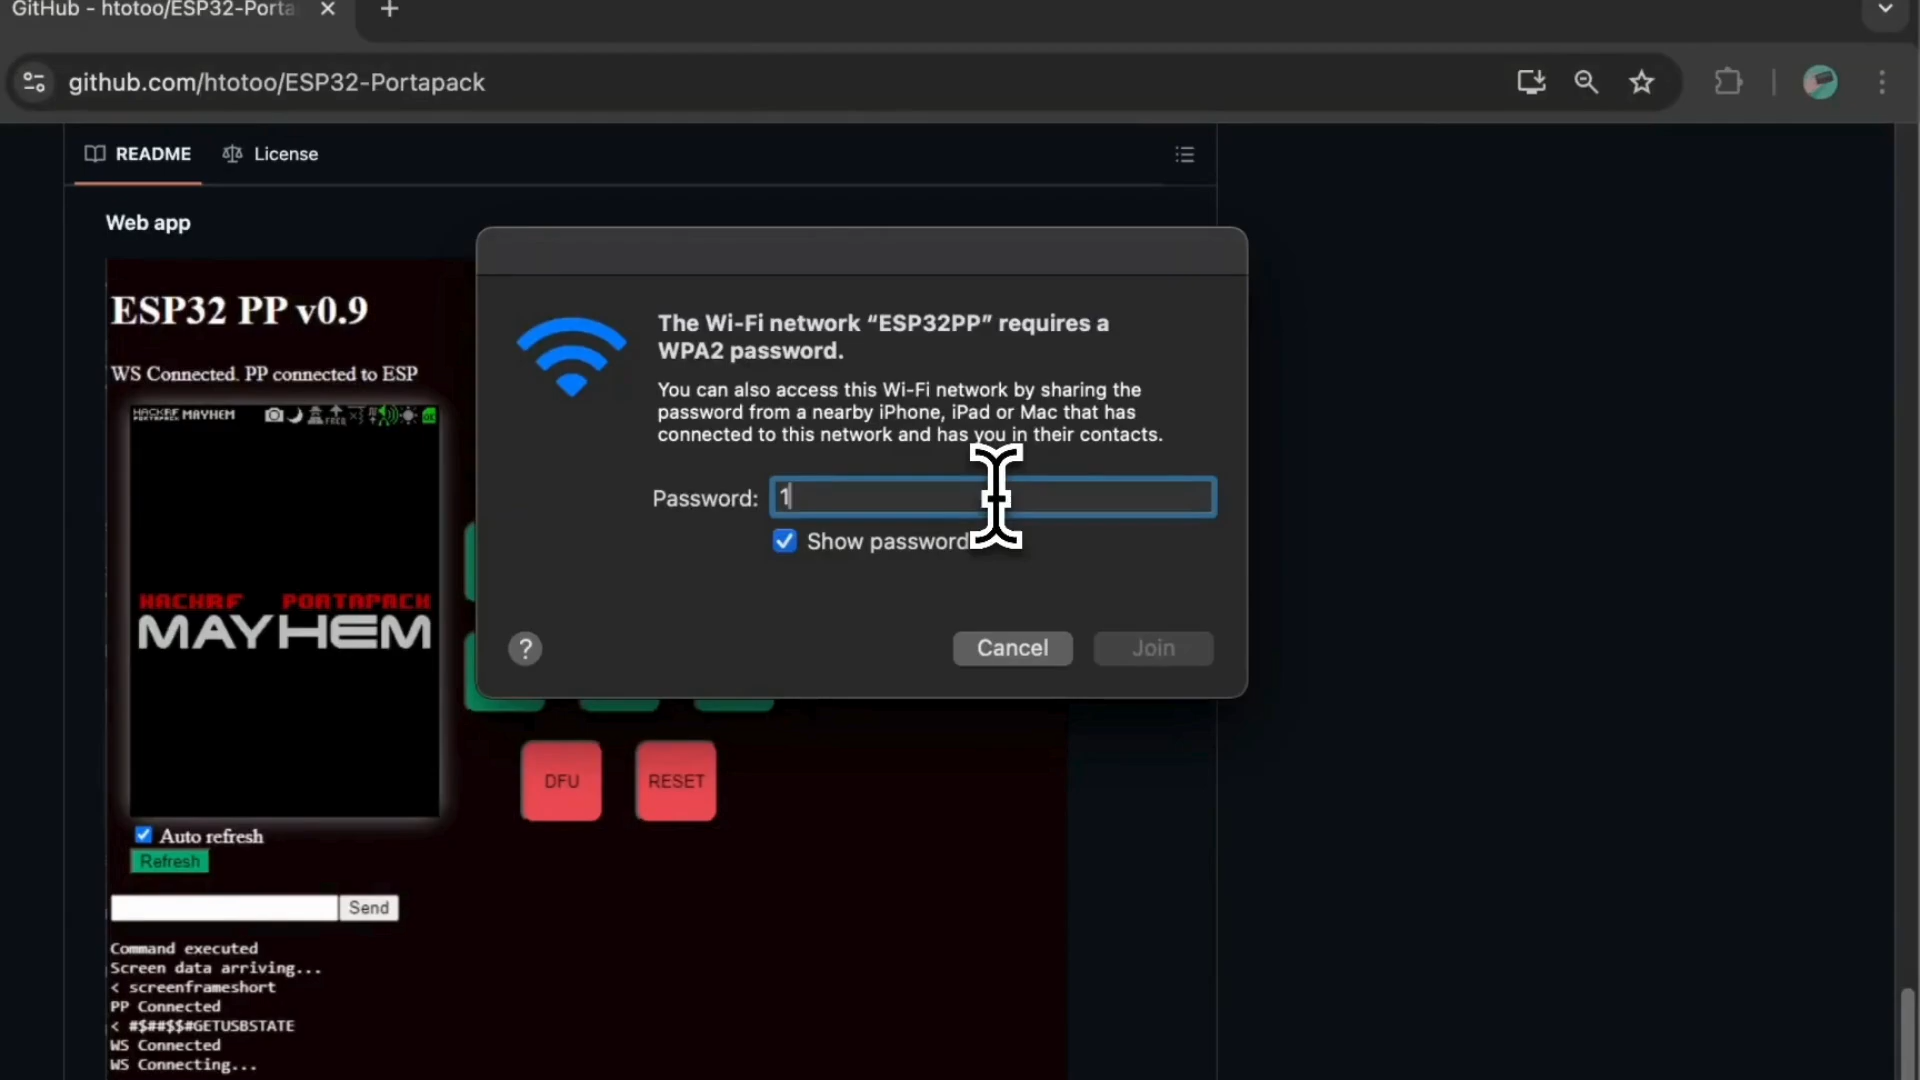 GitHub - htotoo/ESP32-Porta
github.com/htotoo/ESP32-Portapack
README
License
Web app
ESP32 PP v0.9
WS Connected. PP connected to ESP
HACKRF PORTAPACK MAYHEM
HACKRF PORTAPACK
MAYHEM
The Wi-Fi network “ESP32PP” requires a
WPA2 password.
You can also access this Wi-Fi network by sharing the
password from a nearby iPhone, iPad or Mac that has
connected to this network and has you in their contacts.
Password: 1
Show password
?
Cancel
Join
DFU
RESET
Auto refresh
Refresh
Send
Command executed
Screen data arriving...
< screenframeshort
PP Connected
< #$##$$#GETUSBSTATE
WS Connected
WS Connecting...